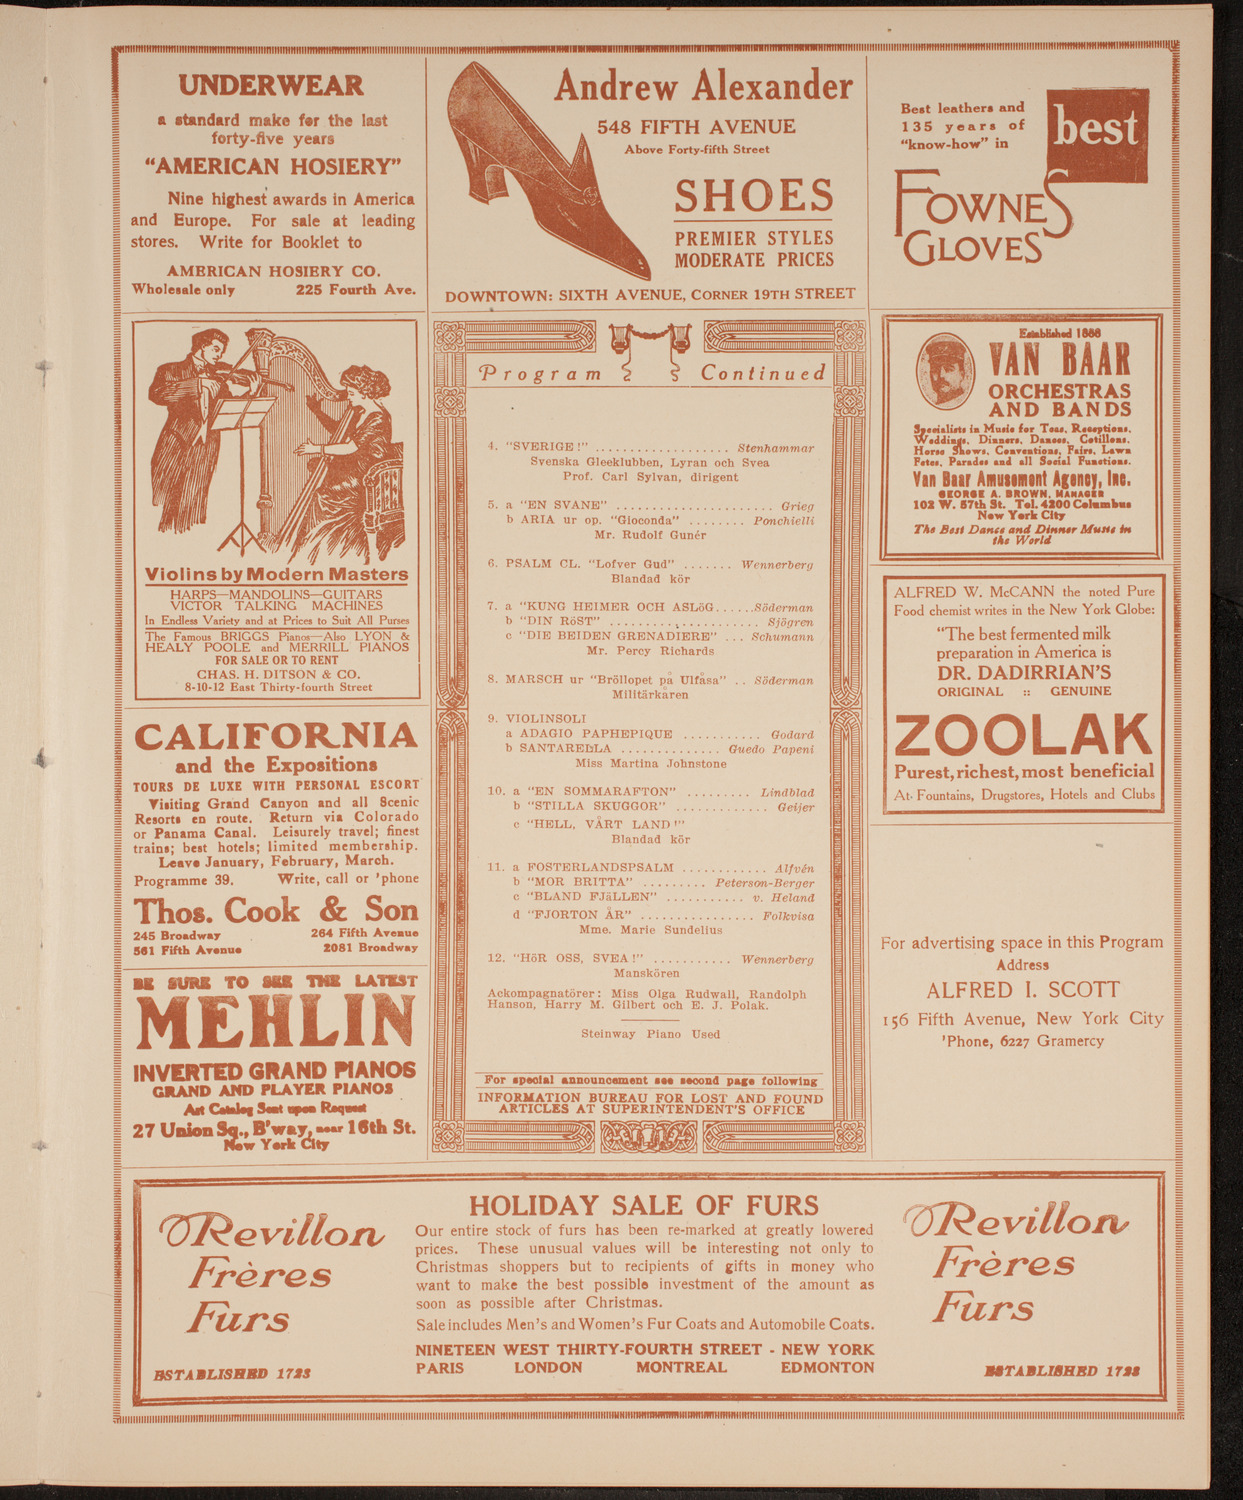 UNDERWEAR
a standard make for the last
forty-five years
“AMERICAN HOSIERY”
Nine highest awards in America
and Europe. For sale at leading
stores. Write for Booklet to
AMERICAN HOSIERY CO.
Wholesale only 225 Fourth Ave.
Andrew Alexander
548 FIFTH AVENUE
Above Forty-fifth Street
SHOES
PREMIER STYLES
MODERATE PRICES
DOWNTOWN: SIXTH AVENUE, CORNER 19TH STREET
Best leathers and
135 years of
“know-how” in
best
FOWNES
GLOVES
Violins by Modern Masters
HARPS—MANDOLINS—GUITARS
VICTOR TALKING MACHINES
In Endless Variety and at Prices to Suit All Purses
The Famous BRIGGS Pianos—Also LYON &
HEALY POOLE and MERRILL PIANOS
FOR SALE OR TO RENT
CHAS. H. DITSON & CO.
8-10-12 East Thirty-fourth Street
CALIFORNIA
and the Expositions
TOURS DE LUXE WITH PERSONAL ESCORT
Visiting Grand Canyon and all Scenic
Resorts en route. Return via Colorado
or Panama Canal. Leisurely travel; finest
trains; best hotels; limited membership.
Leave January, February, March.
Programme 39. Write, call or 'phone
Thos. Cook & Son
245 Broadway 264 Fifth Avenue
561 Fifth Avenue 2081 Broadway
BE SURE TO SEE THE LATEST
MEHLIN
INVERTED GRAND PIANOS
GRAND AND PLAYER PIANOS
Art Catalog Sent upon Request
27 Union Sq., B'way, near 16th St.
New York City
Program Continued
4. “SVERIGE!” ................... Stenhammar
Svenska Gleeklubben, Lyran och Svea
Prof. Carl Sylvan, dirigent
5. a “EN SVANE” ....................... Grieg
b ARIA ur op. “Gioconda” ......... Ponchielli
Mr. Rudolf Gunér
6. PSALM CL. “Lofver Gud” ....... Wennerberg
Blandad kör
7. a “KUNG HEIMER OCH ASLöG......Söderman
b “DIN RöST” ...................... Sjögren
c “DIE BEIDEN GRENADIERE” ... Schumann
Mr. Percy Richards
8. MARSCH ur “Bröllopet på Ulfåsa” .. Söderman
Militärkåren
9. VIOLINSOLI
a ADAGIO PAPHEPIQUE ........... Godard
b SANTARELLA .............. Guedo Papeni
Miss Martina Johnstone
10. a “EN SOMMARAFTON” ......... Lindblad
b “STILLA SKUGGOR” ............. Geijer
c “HELL, VÅRT LAND!”
Blandad kör
11. a FOSTERLANDSPSALM ............ Alfvén
b “MOR BRITTA” ......... Peterson-Berger
c “BLAND FJäLLEN” ........... v. Heland
d “FJORTON ÅR” ................ Folkvisa
Mme. Marie Sundelius
12. “HöR OSS, SVEA!” ........... Wennerberg
Manskören
Ackompagnatörer: Miss Olga Rudwall, Randolph
Hanson, Harry M. Gilbert och E. J. Polak.
Steinway Piano Used
For special announcement see second page following
INFORMATION BUREAU FOR LOST AND FOUND
ARTICLES AT SUPERINTENDENT'S OFFICE
Established 1888
VAN BAAR
ORCHESTRAS
AND BANDS
Specialists in Music for Teas, Receptions,
Weddings, Dinners, Dances, Cotillons,
Horse Shows, Conventions, Fairs, Lawn
Fetes, Parades and all Social Functions.
Van Baar Amusement Agency, Inc.
GEORGE A. BROWN, MANAGER
102 W. 57th St. Tel. 4200 Columbus
New York City
The Best Dance and Dinner Music in
the World
ALFRED W. McCANN the noted Pure
Food chemist writes in the New York Globe:
“The best fermented milk
preparation in America is
DR. DADIRRIAN'S
ORIGINAL :: GENUINE
ZOOLAK
Purest, richest, most beneficial
At Fountains, Drugstores, Hotels and Clubs
For advertising space in this Program
Address
ALFRED I. SCOTT
156 Fifth Avenue, New York City
'Phone, 6227 Gramercy
Revillon
Frères
Furs
ESTABLISHED 1723
HOLIDAY SALE OF FURS
Our entire stock of furs has been re-marked at greatly lowered
prices. These unusual values will be interesting not only to
Christmas shoppers but to recipients of gifts in money who
want to make the best possible investment of the amount as
soon as possible after Christmas.
Sale includes Men's and Women's Fur Coats and Automobile Coats.
NINETEEN WEST THIRTY-FOURTH STREET - NEW YORK
PARIS LONDON MONTREAL EDMONTON
Revillon
Frères
Furs
ESTABLISHED 1723